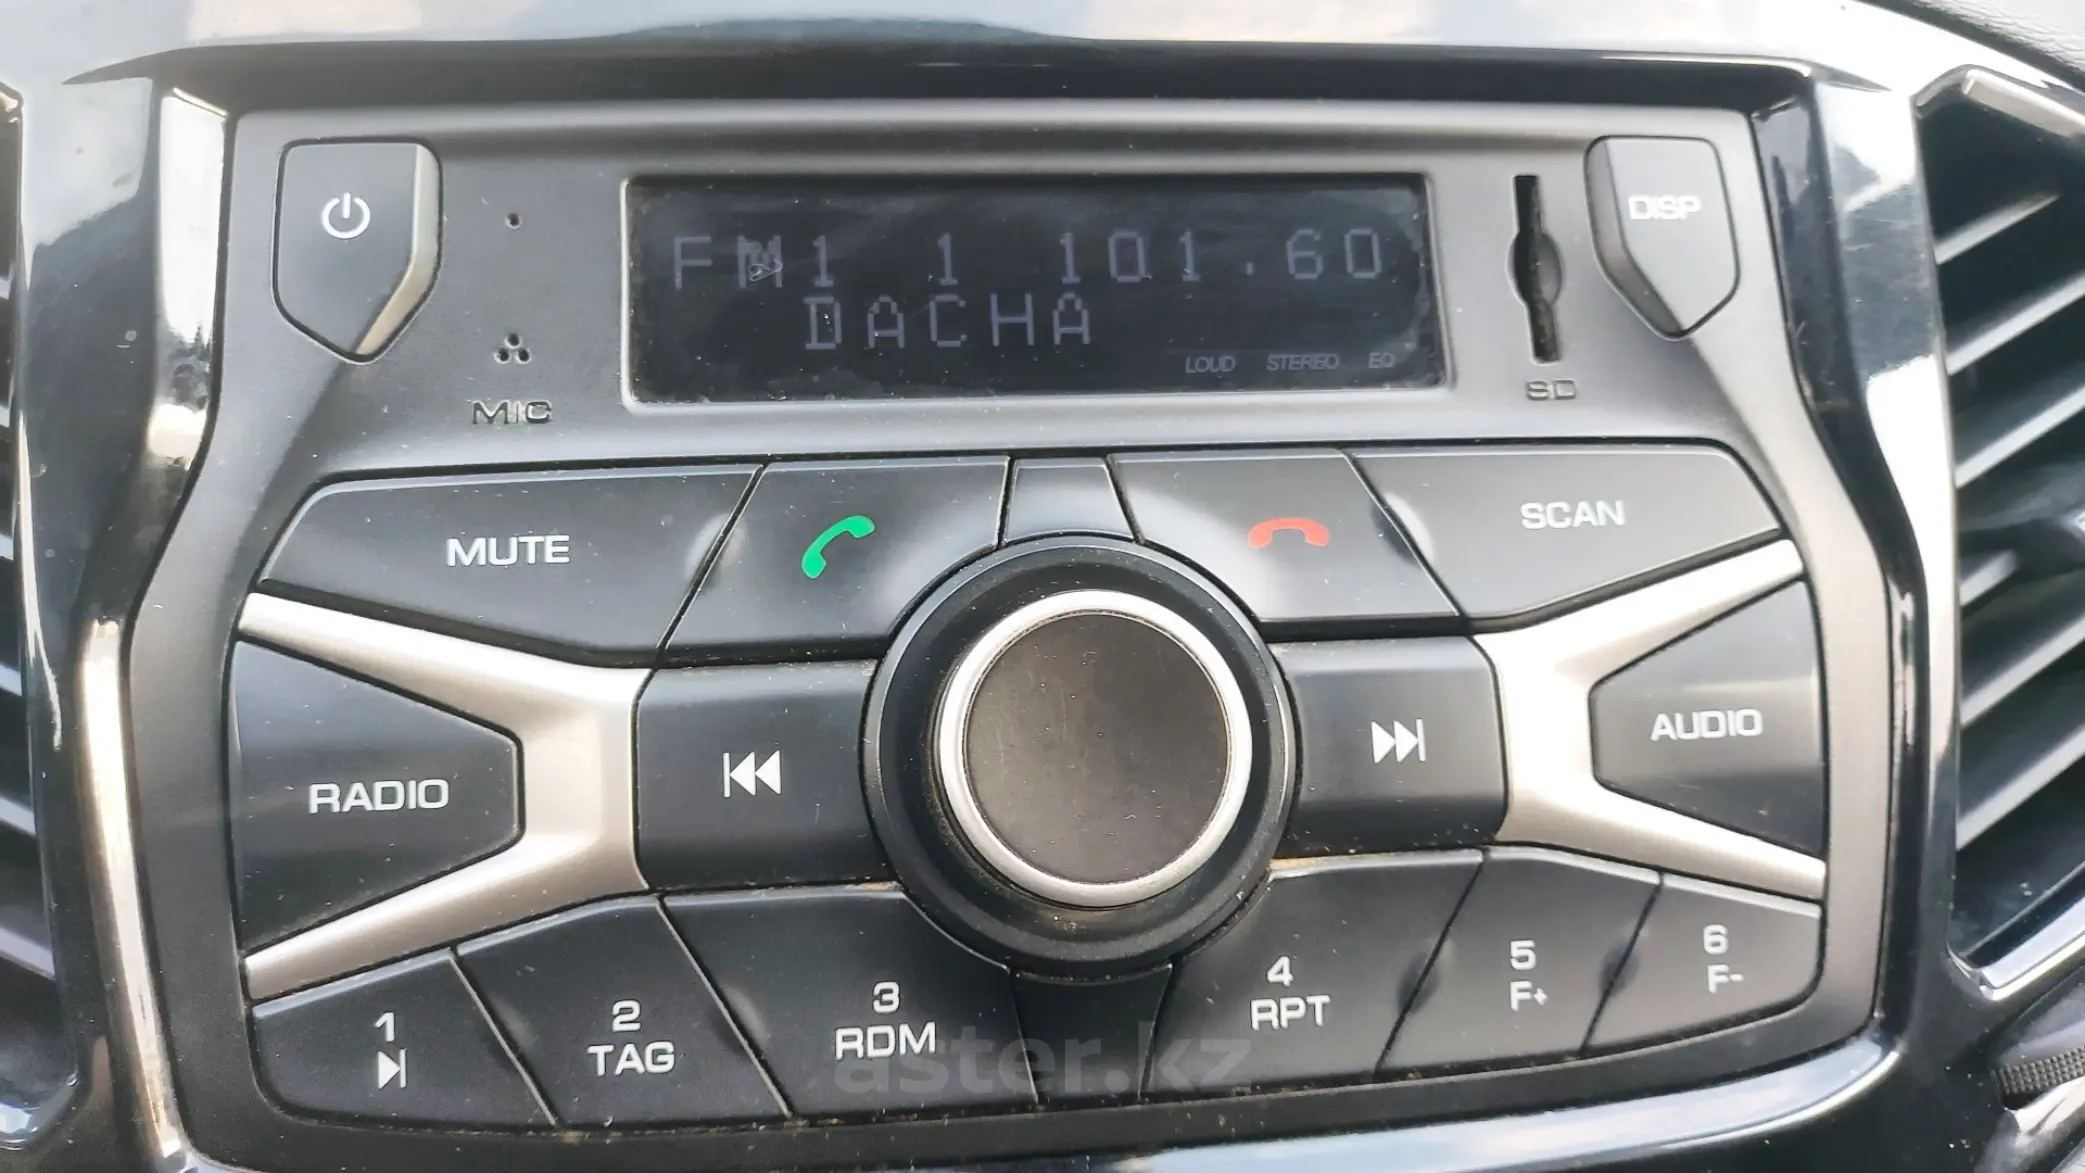 DISP
FM1 1 101.60
DACHA
LOUD STEREO EQ
MIC
SD
MUTE
SCAN
RADIO
AUDIO
1
2
TAG
3
RDM
4
RPT
5
F+
6
F-
aster.kz